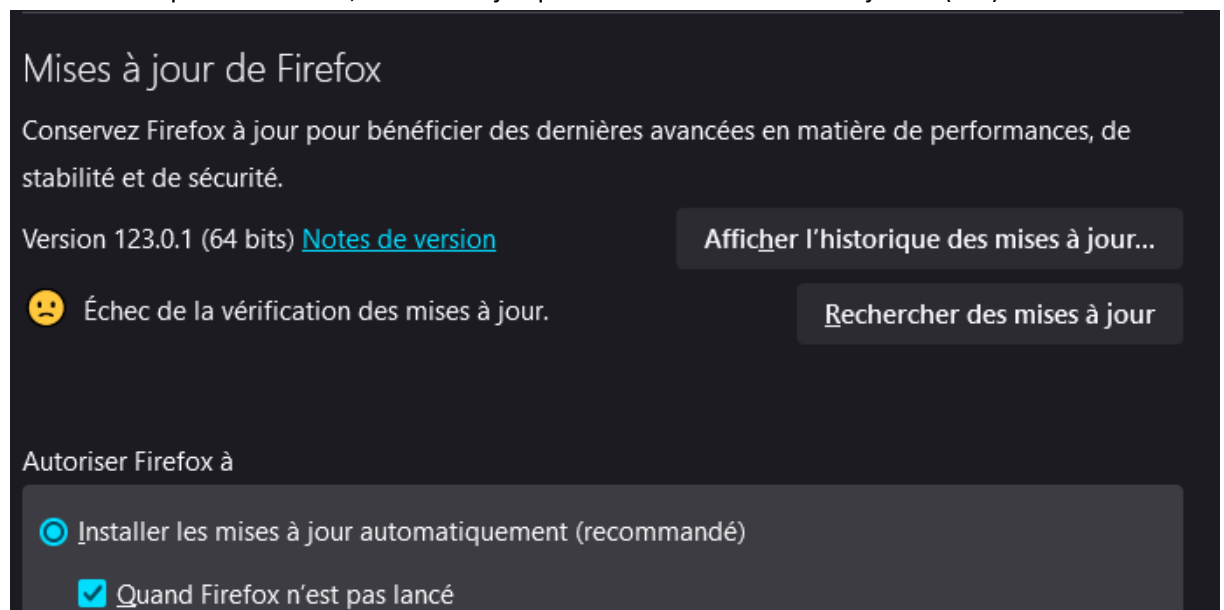 Mises à jour de Firefox
Conservez Firefox à jour pour bénéficier des dernières avancées en matière de performances, de
stabilité et de sécurité.
Version 123.0.1 (64 bits) Notes de version
Afficher l’historique des mises à jour...
Échec de la vérification des mises à jour.
Rechercher des mises à jour
Autoriser Firefox à
Installer les mises à jour automatiquement (recommandé)
Quand Firefox n’est pas lancé